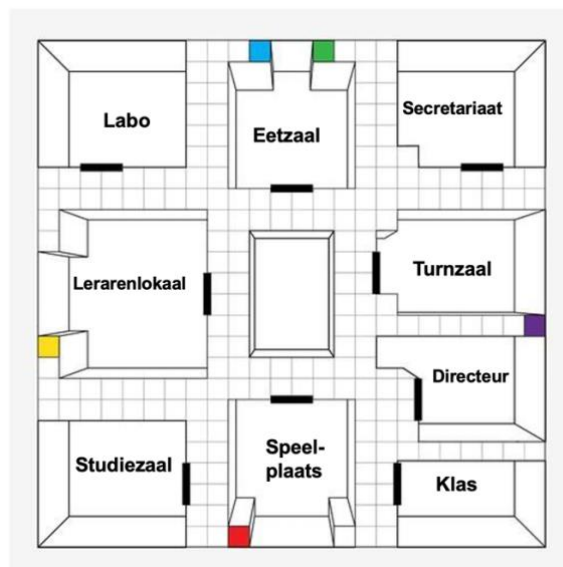 Labo
Eetzaal
Secretariaat
Lerarenlokaal
Turnzaal
Directeur
Studiezaal
Speel-
plaats
Klas